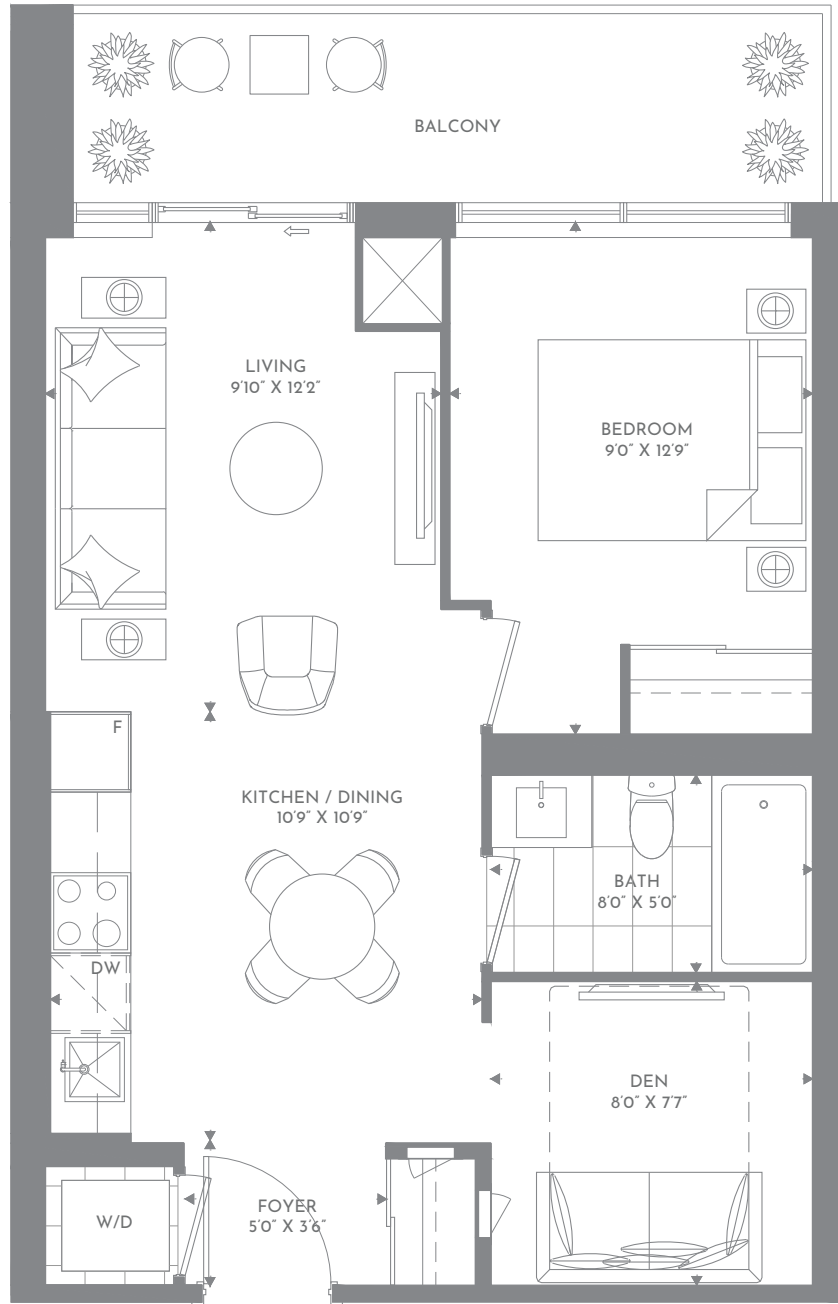 BALCONY
LIVING
9'10" X 12'2"
BEDROOM
9'0" X 12'9"
F
KITCHEN / DINING
10'9" X 10'9"
BATH
8'0" X 5'0"
DW
DEN
8'0" X 7'7"
FOYER
5'0" X 3'6"
W/D